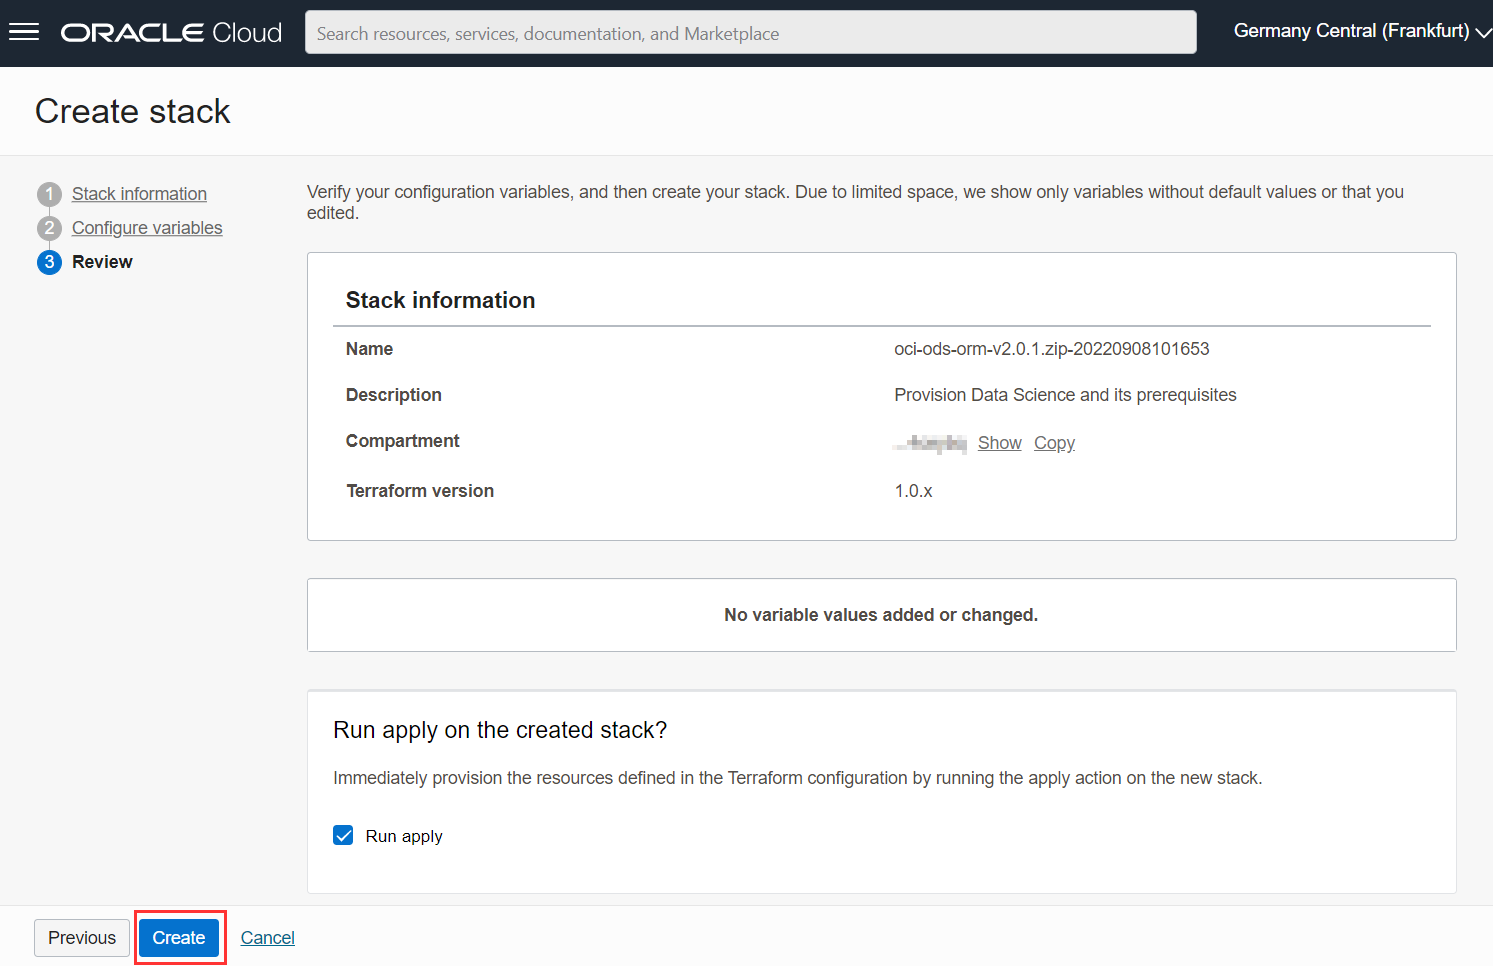 ORACLE Cloud
Search resources, services, documentation, and Marketplace
Germany Central (Frankfurt)
Create stack
1 Stack information
2 Configure variables
3 Review
Verify your configuration variables, and then create your stack. Due to limited space, we show only variables without default values or that you
edited.
Stack information
Name oci-ods-orm-v2.0.1.zip-20220908101653
Description Provision Data Science and its prerequisites
Compartment Show Copy
Terraform version 1.0.x
No variable values added or changed.
Run apply on the created stack?
Immediately provision the resources defined in the Terraform configuration by running the apply action on the new stack.
Run apply
Previous Create Cancel